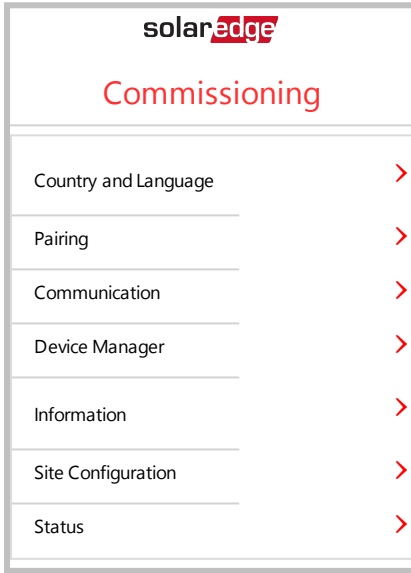 solaredge
Commissioning
Country and Language
Pairing
Communication
Device Manager
Information
Site Configuration
Status